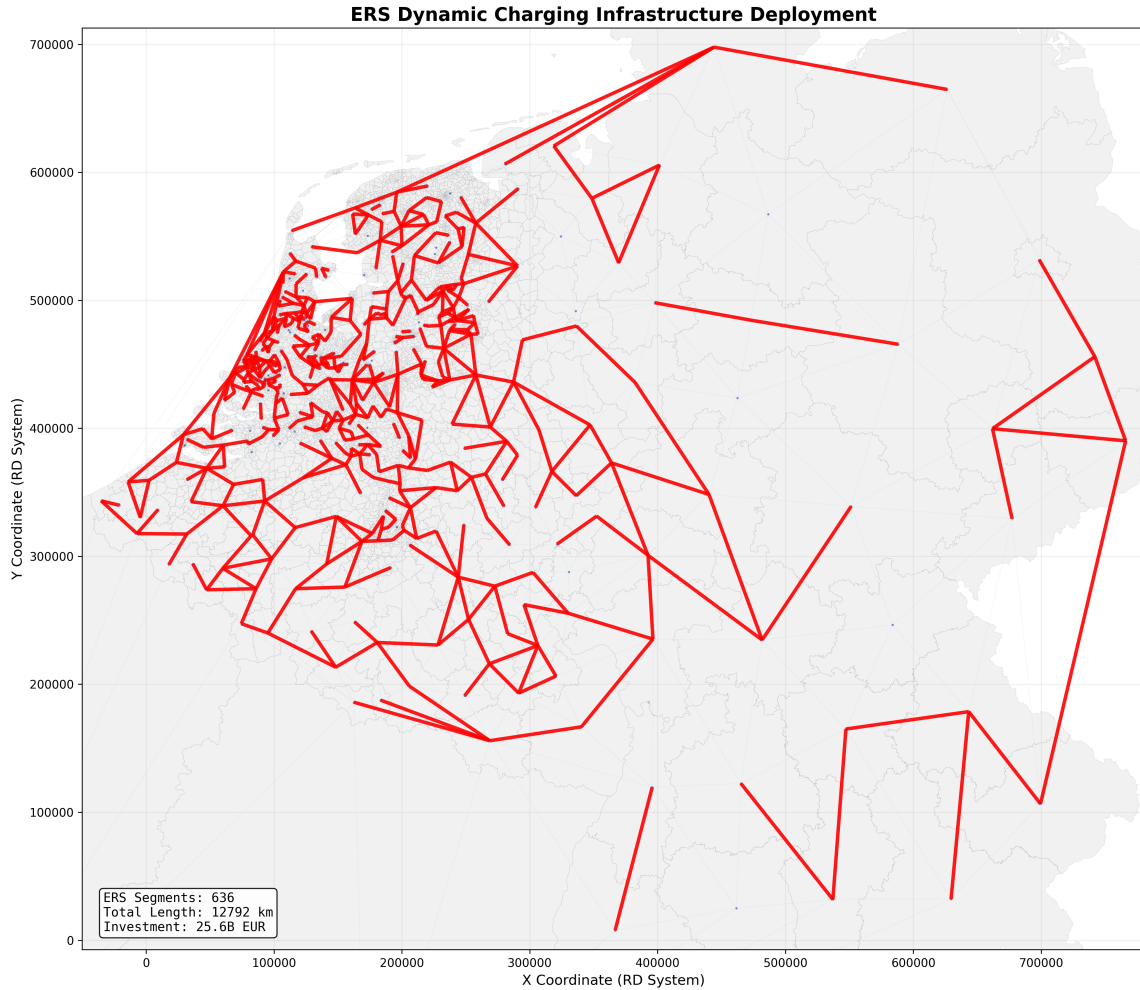 ERS Dynamic Charging Infrastructure Deployment
700000
600000
500000
400000
300000
200000
100000
0
Y Coordinate (RD System)
ERS Segments: 636
Total Length: 12792 km
Investment: 25.6B EUR
0
100000
200000
300000
400000
500000
600000
700000
X Coordinate (RD System)